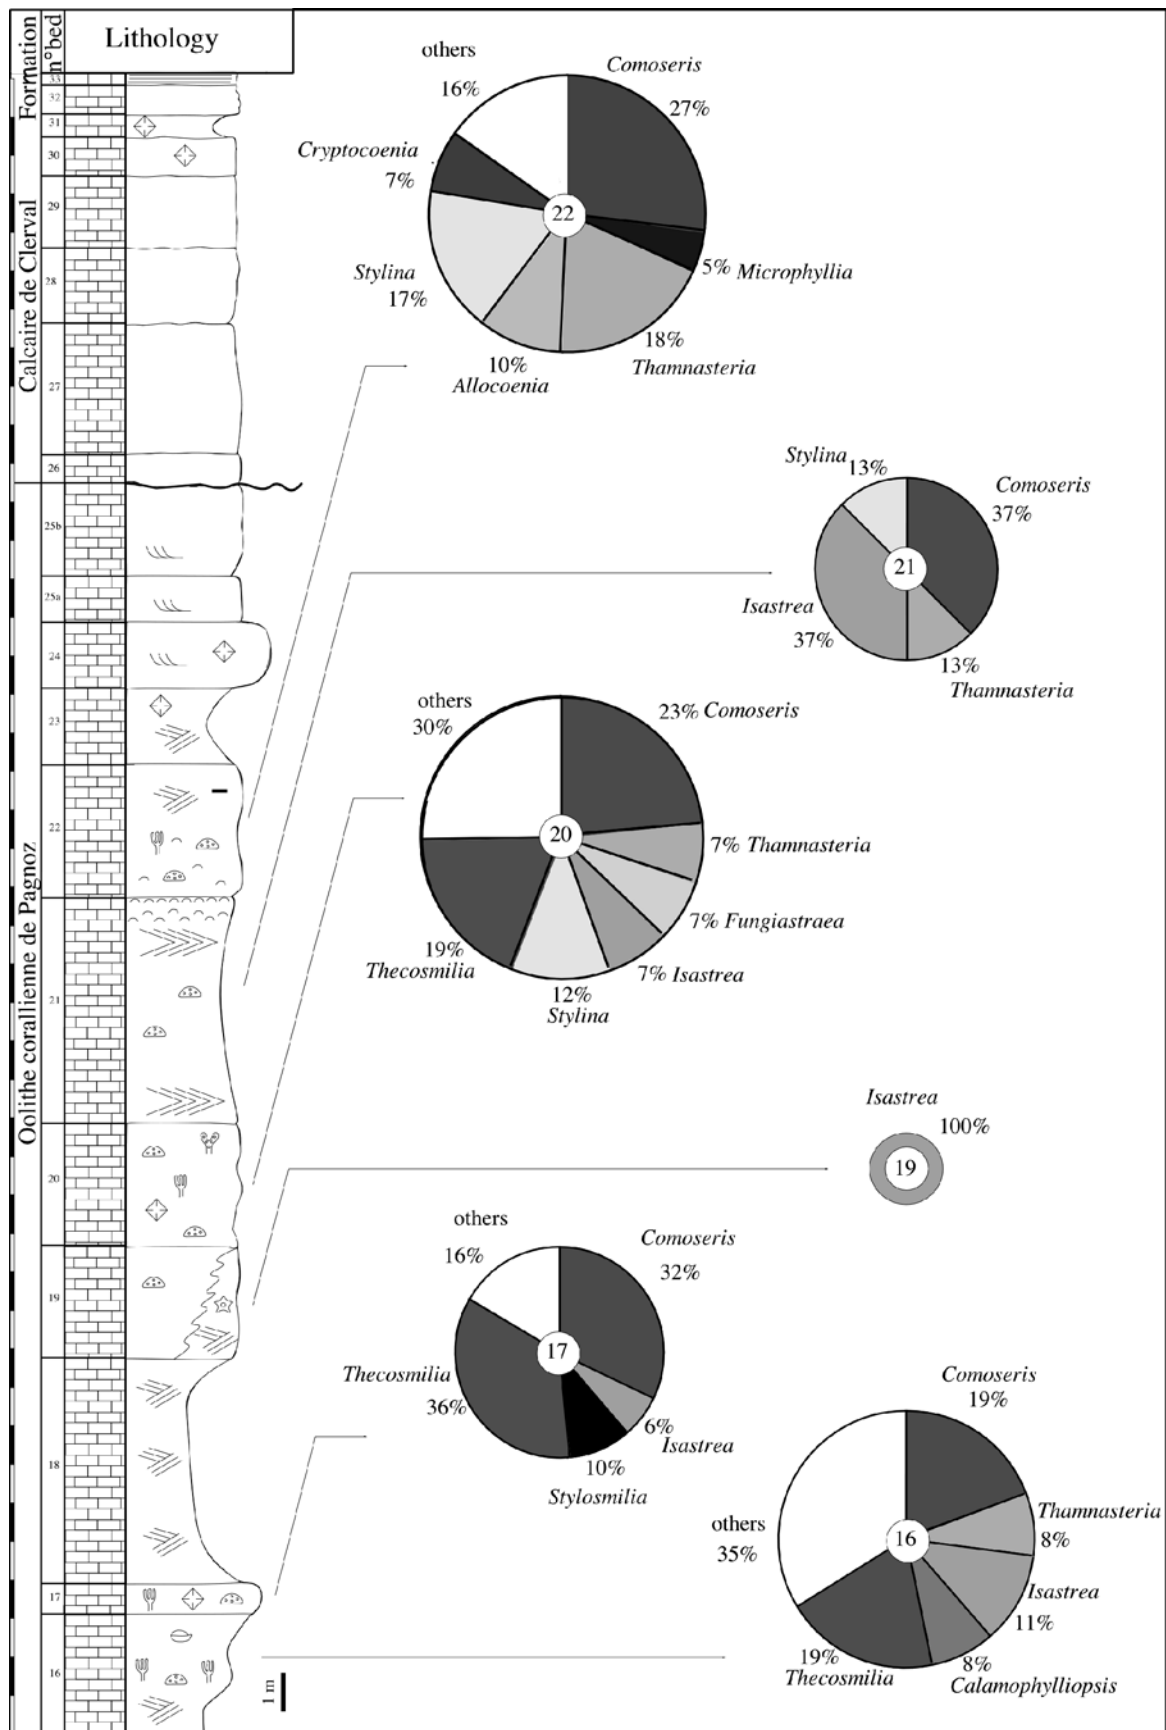 Formation
n°bed
Lithology
33
32
31
30
29
28
27
26
25b
25a
24
23
22
21
20
19
18
17
16
Calcaire de Clerval
Oolithe corallienne de Pagnoz
1 m
others
16%
Comoseris
27%
Cryptocoenia
7%
22
5% Microphyllia
Stylina
17%
18%
Thamnasteria
10%
Allocoenia
Stylina 13%
Comoseris
37%
21
Isastrea
37%
13%
Thamnasteria
others
30%
23% Comoseris
20
7% Thamnasteria
7% Fungiastraea
19%
Thecosmilia
7% Isastrea
12%
Stylina
Isastrea
100%
19
others
16%
Comoseris
32%
17
Thecosmilia
36%
6%
Isastrea
10%
Stylosmilia
Comoseris
19%
Thamnasteria
8%
others
35%
16
Isastrea
11%
19%
Thecosmilia
8%
Calamophylliopsis